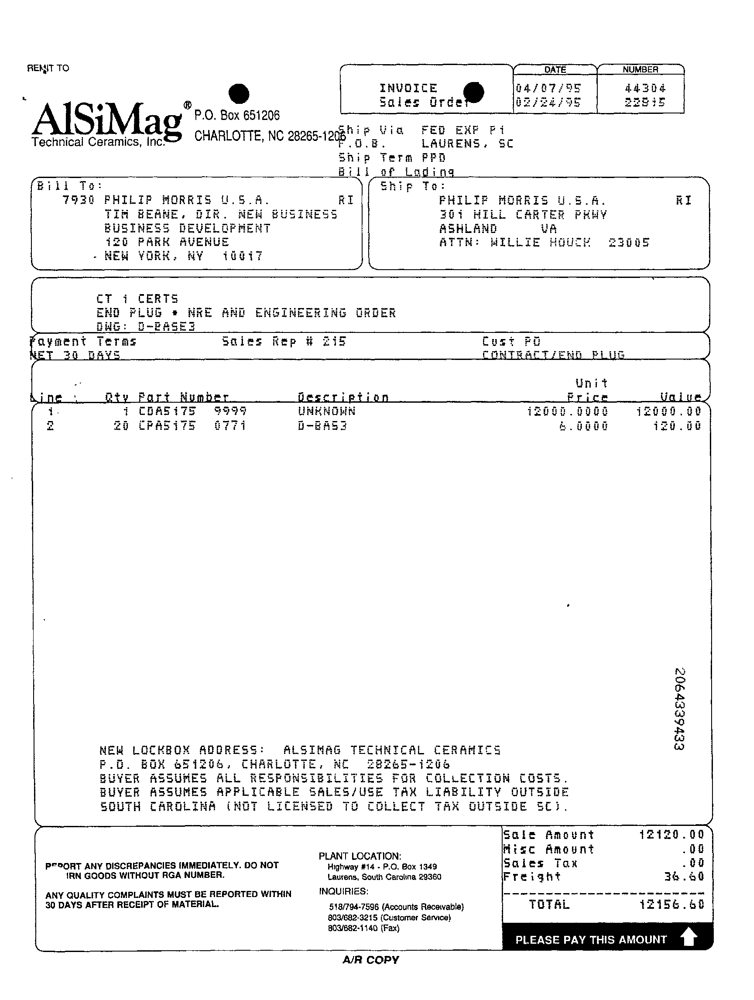 REMIT TO
DATE NUMBER
INVOICE 04/07/95 44304
Sales Order 02/24/95 22815
AlSiMag®
Technical Ceramics, Inc.
P.O. Box 651206
CHARLOTTE, NC 28265-1206
Ship Via FED EXP P1
F.O.B. LAURENS, SC
Ship Term PPD
Bill of Lading
Bill To:
7930 PHILIP MORRIS U.S.A. RI
TIM BEANE, DIR. NEW BUSINESS
BUSINESS DEVELOPMENT
120 PARK AVENUE
NEW YORK, NY 10017
Ship To:
PHILIP MORRIS U.S.A. RI
301 HILL CARTER PKWY
ASHLAND VA
ATTN: WILLIE HOUCK 23005
CT 1 CERTS
END PLUG * NRE AND ENGINEERING ORDER
DWG: D-BASE3
Payment Terms Sales Rep # 215 Cust PO
NET 30 DAYS CONTRACT/END PLUG
Unit
Line Qty Part Number Description Price Value
1 1 CDA5175 9999 UNKNOWN 12000.0000 12000.00
2 20 CPA5175 0771 D-BAS3 6.0000 120.00
2064339433
NEW LOCKBOX ADDRESS: ALSIMAG TECHNICAL CERAMICS
P.O. BOX 651206, CHARLOTTE, NC 28265-1206
BUYER ASSUMES ALL RESPONSIBILITIES FOR COLLECTION COSTS.
BUYER ASSUMES APPLICABLE SALES/USE TAX LIABILITY OUTSIDE
SOUTH CAROLINA (NOT LICENSED TO COLLECT TAX OUTSIDE SC).
REPORT ANY DISCREPANCIES IMMEDIATELY. DO NOT
IRN GOODS WITHOUT RGA NUMBER.
ANY QUALITY COMPLAINTS MUST BE REPORTED WITHIN
30 DAYS AFTER RECEIPT OF MATERIAL.
PLANT LOCATION:
Highway #14 - P.O. Box 1349
Laurens, South Carolina 29360
INQUIRIES:
518/794-7596 (Accounts Receivable)
803/682-3215 (Customer Service)
803/682-1140 (Fax)
Sale Amount 12120.00
Misc Amount .00
Sales Tax .00
Freight 36.60
TOTAL 12156.60
PLEASE PAY THIS AMOUNT
A/R COPY